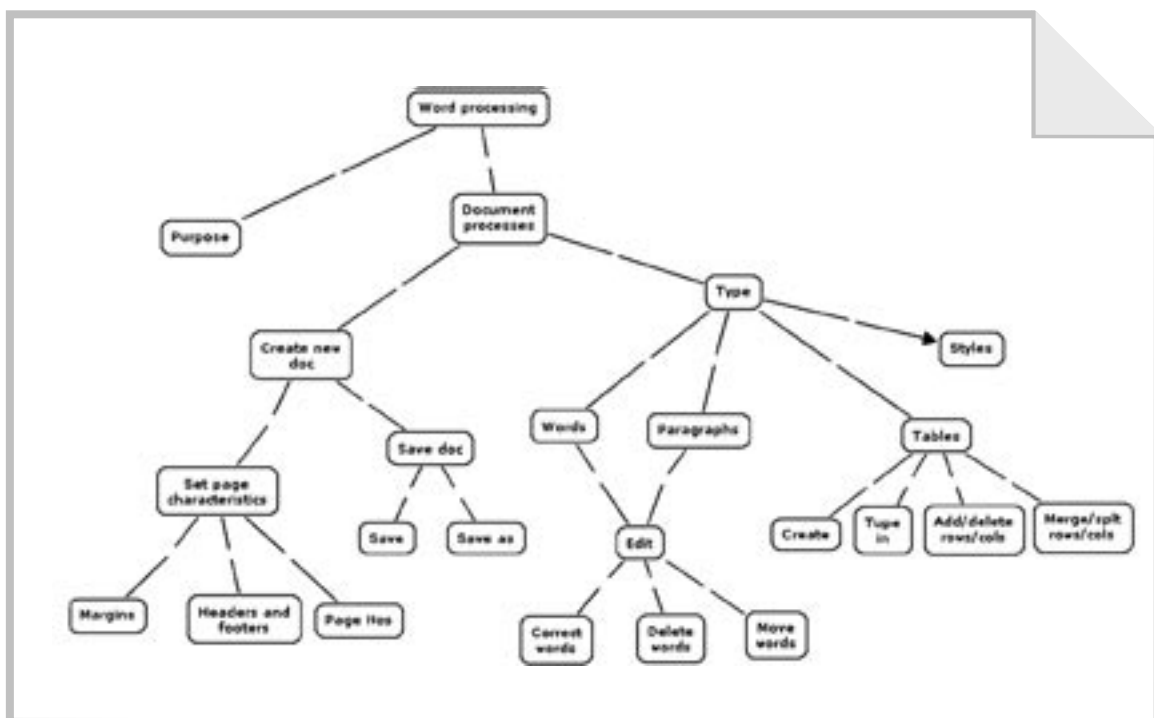 Word processing
Purpose
Document
processes
Type
Styles
Create new
doc
Words
Paragraphs
Tables
Save doc
Set page
characteristics
Save
Save as
Edit
Create
Type
in
Add/delete
rows/cols
Merge/splt
rows/cols
Margins
Headers and
footers
Page Nos
Correct
words
Delete
words
Move
words